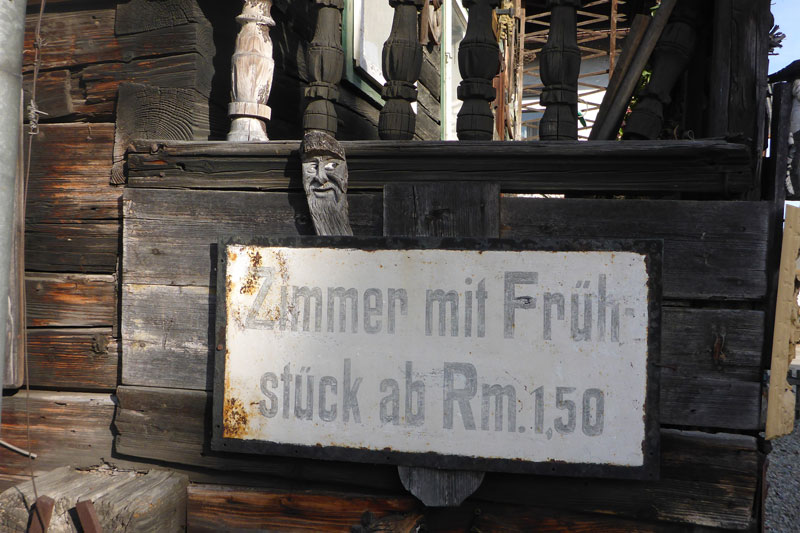 Zimmer mit Früh-
stück ab Rm. 1,50